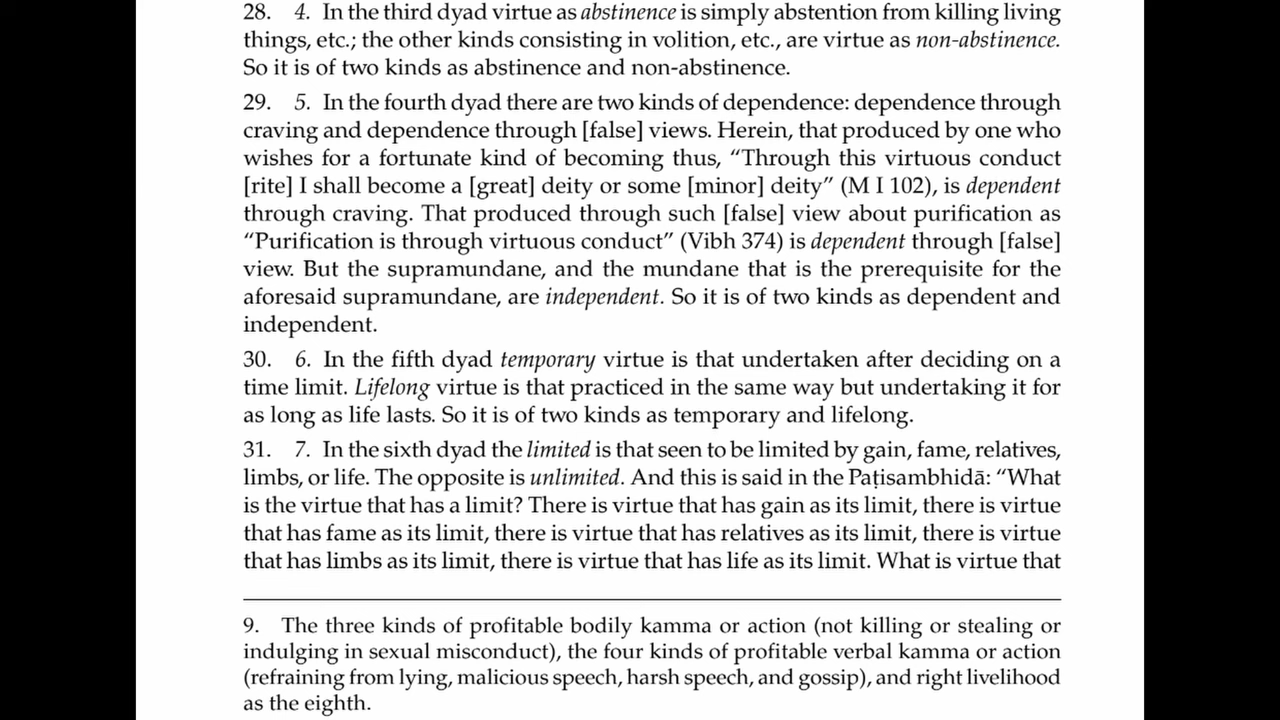 28. 4. In the third dyad virtue as abstinence is simply abstention from killing living
things, etc.; the other kinds consisting in volition, etc., are virtue as non-abstinence.
So it is of two kinds as abstinence and non-abstinence.
29. 5. In the fourth dyad there are two kinds of dependence: dependence through
craving and dependence through [false] views. Herein, that produced by one who
wishes for a fortunate kind of becoming thus, “Through this virtuous conduct
[rite] I shall become a [great] deity or some [minor] deity” (M I 102), is dependent
through craving. That produced through such [false] view about purification as
“Purification is through virtuous conduct” (Vibh 374) is dependent through [false]
view. But the supramundane, and the mundane that is the prerequisite for the
aforesaid supramundane, are independent. So it is of two kinds as dependent and
independent.
30. 6. In the fifth dyad temporary virtue is that undertaken after deciding on a
time limit. Lifelong virtue is that practiced in the same way but undertaking it for
as long as life lasts. So it is of two kinds as temporary and lifelong.
31. 7. In the sixth dyad the limited is that seen to be limited by gain, fame, relatives,
limbs, or life. The opposite is unlimited. And this is said in the Paṭisambhidā: “What
is the virtue that has a limit? There is virtue that has gain as its limit, there is virtue
that has fame as its limit, there is virtue that has relatives as its limit, there is virtue
that has limbs as its limit, there is virtue that has life as its limit. What is virtue that
9. The three kinds of profitable bodily kamma or action (not killing or stealing or
indulging in sexual misconduct), the four kinds of profitable verbal kamma or action
(refraining from lying, malicious speech, harsh speech, and gossip), and right livelihood
as the eighth.